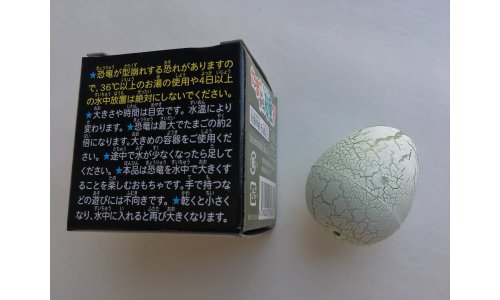 ★恐竜が型崩れする恐れがありますの
で、36℃以上のお湯の使用や4日以上
の水中放置は絶対にしないでください。
★大きさや時間は目安です。水温により
変わります。★恐竜は最大でたまごの約2
倍になります。大きめの容器をご使用くだ
さい。★途中で水が少なくなったら足して
ください。★本品は恐竜を水中で大きくす
ることを楽しむおもちゃです。手で持つな
どの遊びには不向きです。★乾くと小さく
なり、水中に入れると再び大きくなります。